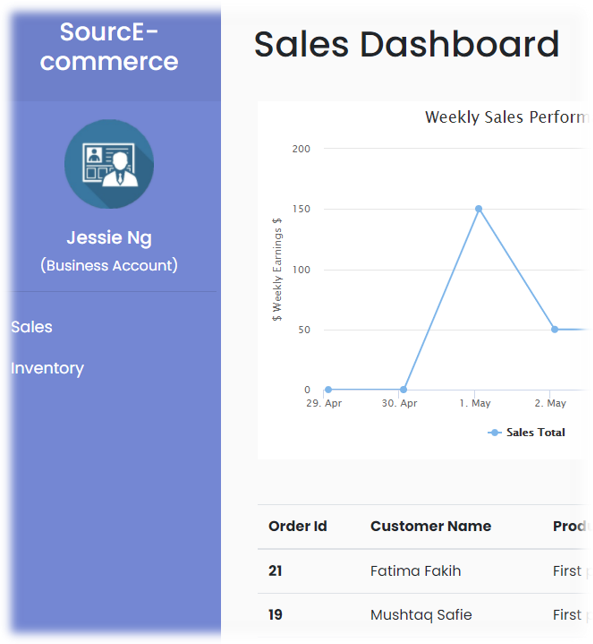 SourcE-
commerce
Jessie Ng
(Business Account)
Sales
Inventory
Sales Dashboard
Weekly Sales Perform
$ Weekly Earnings $
200
150
100
50
0
29. Apr 30. Apr 1. May 2. May
Sales Total
Order Id Customer Name Prod
21 Fatima Fakih First
19 Mushtaq Safie First